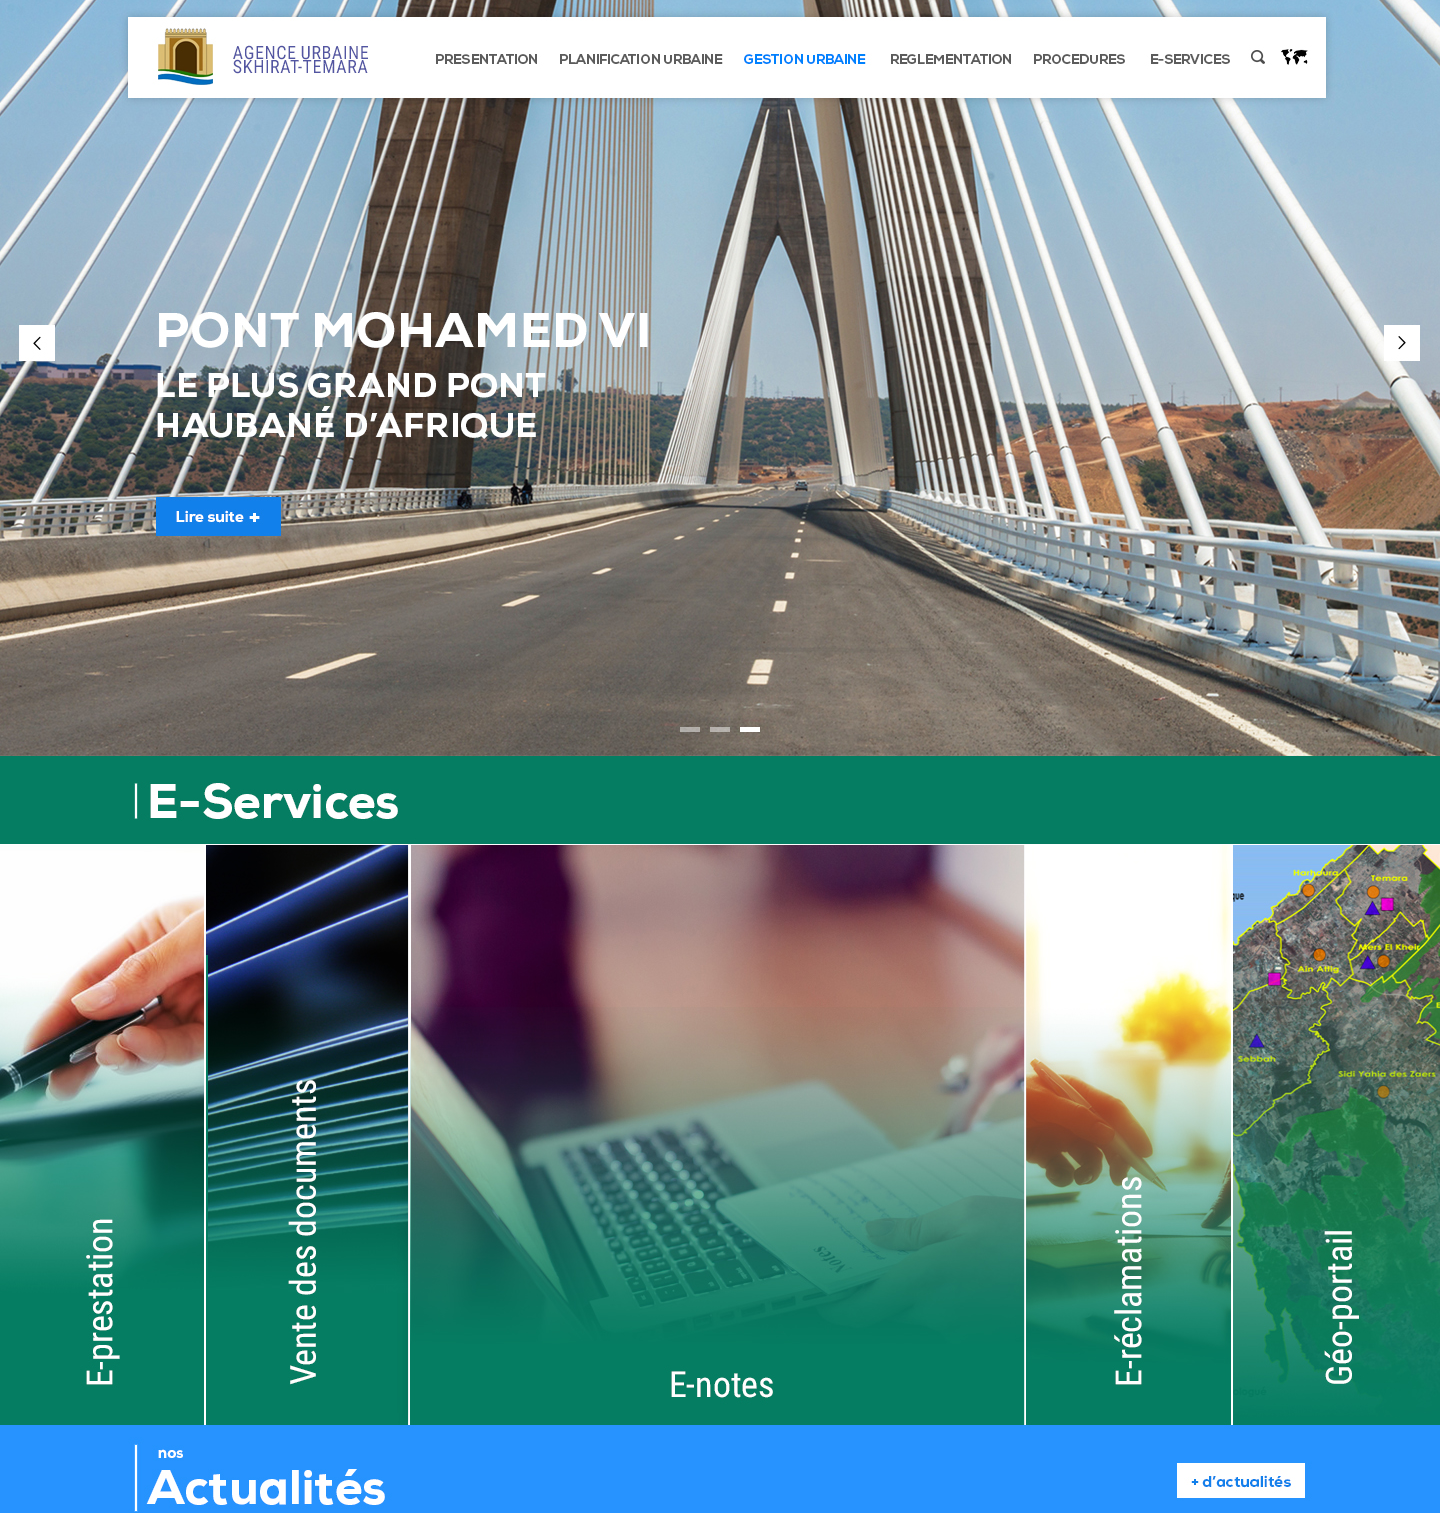 AGENCE URBAINE
SKHIRAT-TEMARA
PRESENTATION
PLANIFICATION URBAINE
GESTION URBAINE
REGLEMENTATION
PROCEDURES
E-SERVICES
PONT MOHAMED VI
LE PLUS GRAND PONT
HAUBANÉ D’AFRIQUE
Lire suite +
E-Services
E-prestation
Vente des documents
NOTES
E-notes
E-réclamations
Harhoura
Temara
que
Mers El Kheir
Ain Attig
Sebbah
Sidi Yahia des Zaers
Géo-portail
nos
Actualités
+ d’actualités